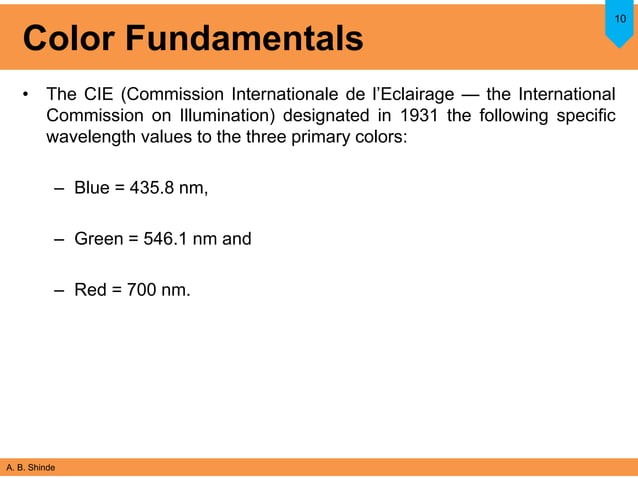 10
Color Fundamentals
• The CIE (Commission Internationale de l’Eclairage — the International
Commission on Illumination) designated in 1931 the following specific
wavelength values to the three primary colors:
– Blue = 435.8 nm,
– Green = 546.1 nm and
– Red = 700 nm.
A. B. Shinde